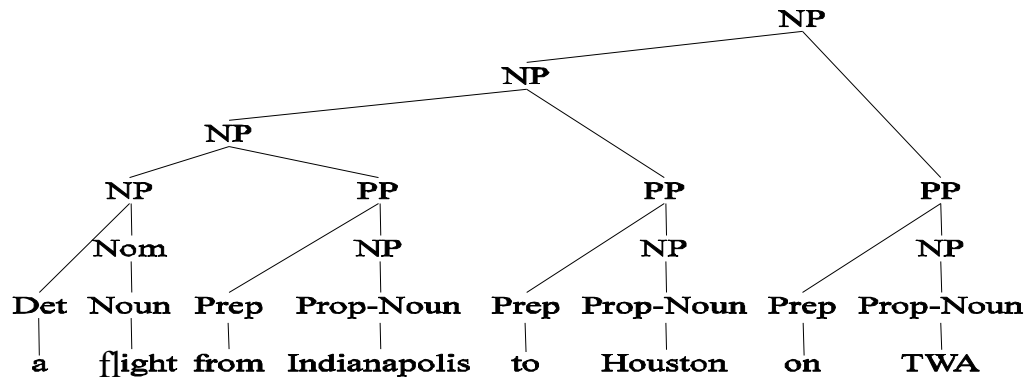 NP
NP
NP
NP PP PP PP
Nom NP NP NP
Det Noun Prep Prop-Noun Prep Prop-Noun Prep Prop-Noun
a flight from Indianapolis to Houston on TWA